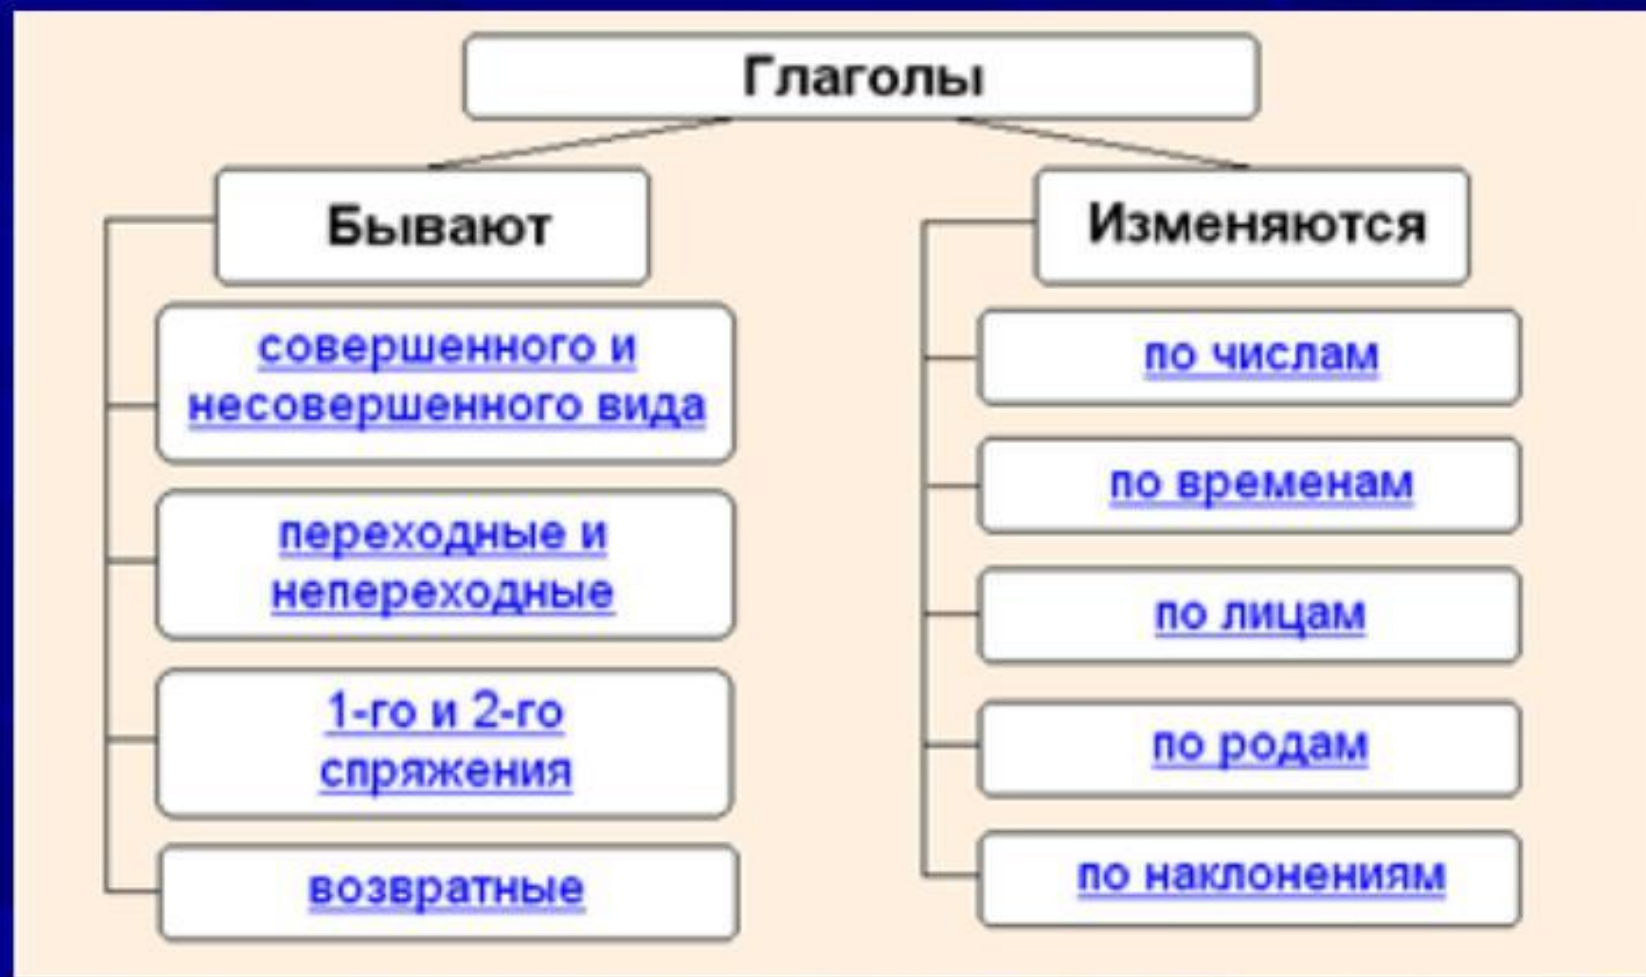 Глаголы
Бывают
совершенного и
несовершенного вида
переходные и
непереходные
1-го и 2-го
спряжения
возвратные
Изменяются
по числам
по временам
по лицам
по родам
по наклонениям